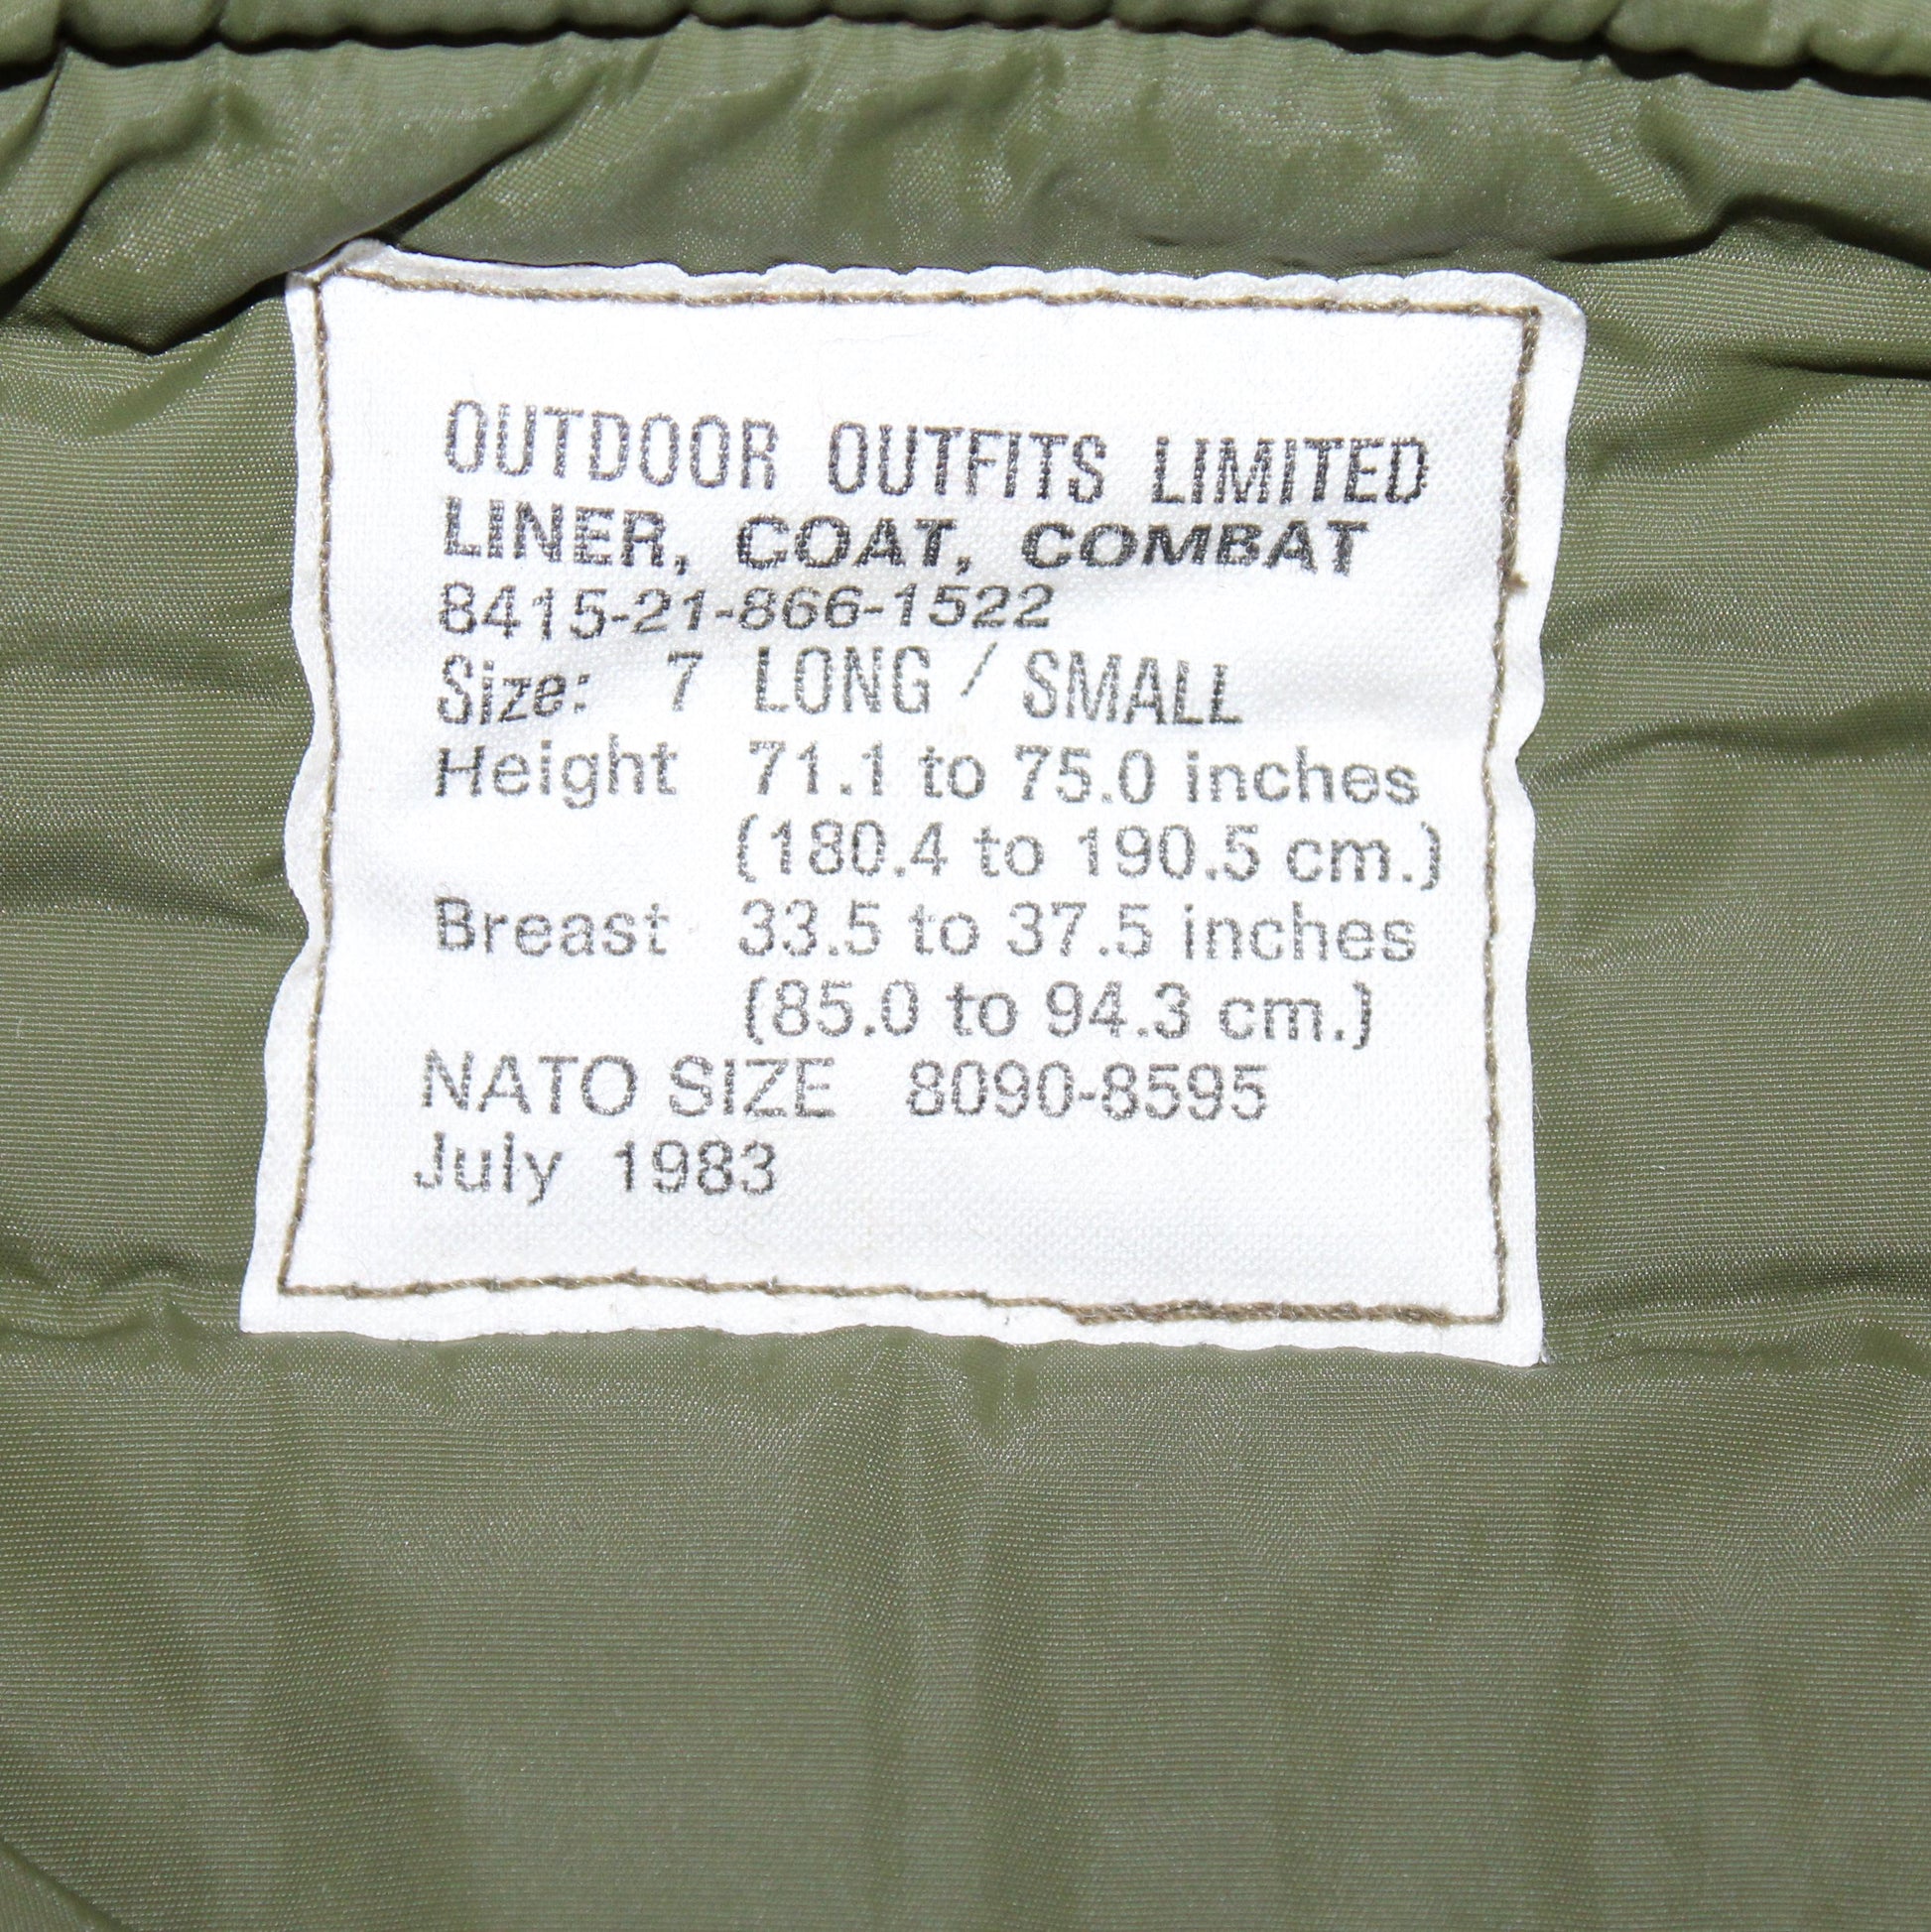 OUTDOOR OUTFITS LIMITED
LINER, COAT, COMBAT
8415-21-866-1522
Size: 7 LONG / SMALL
Height 71.1 to 75.0 inches
(180.4 to 190.5 cm.)
Breast 33.5 to 37.5 inches
(85.0 to 94.3 cm.)
NATO SIZE 8090-8595
July 1983